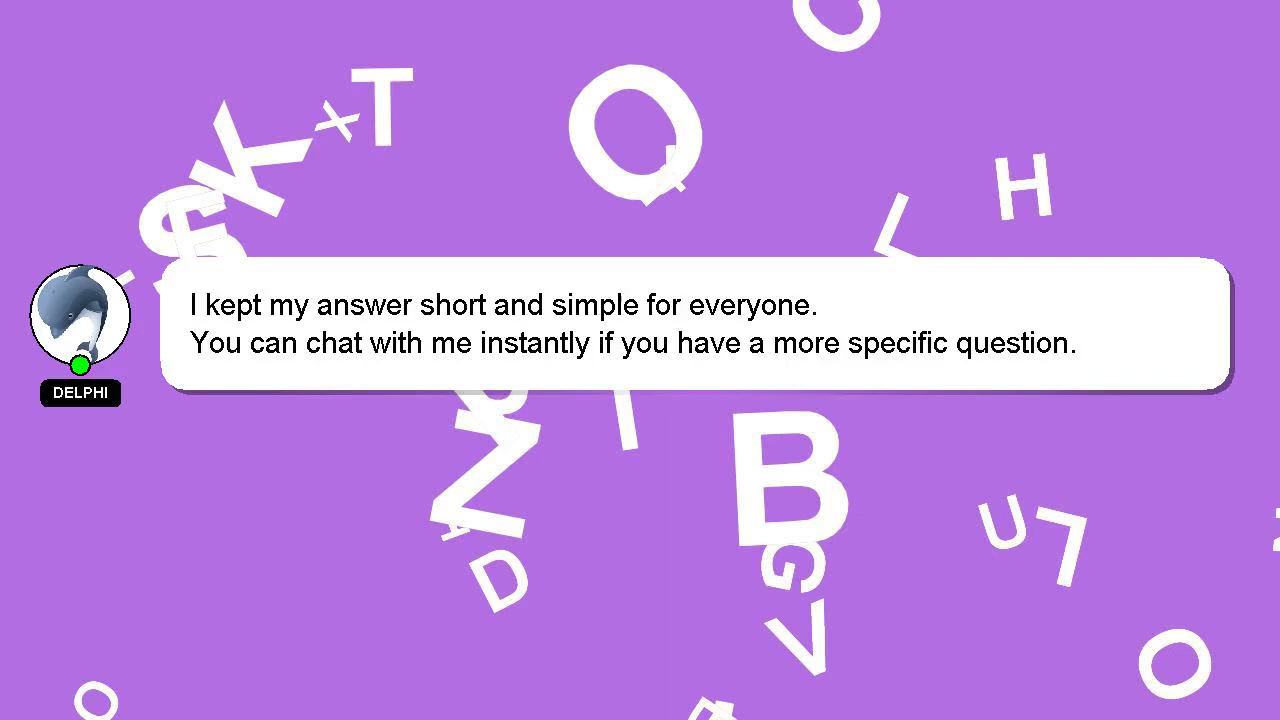 I kept my answer short and simple for everyone.
You can chat with me instantly if you have a more specific question.
DELPHI
T
X
K
S
E
O
H
L
N
Z
B
D
G
V
U
L
O
O